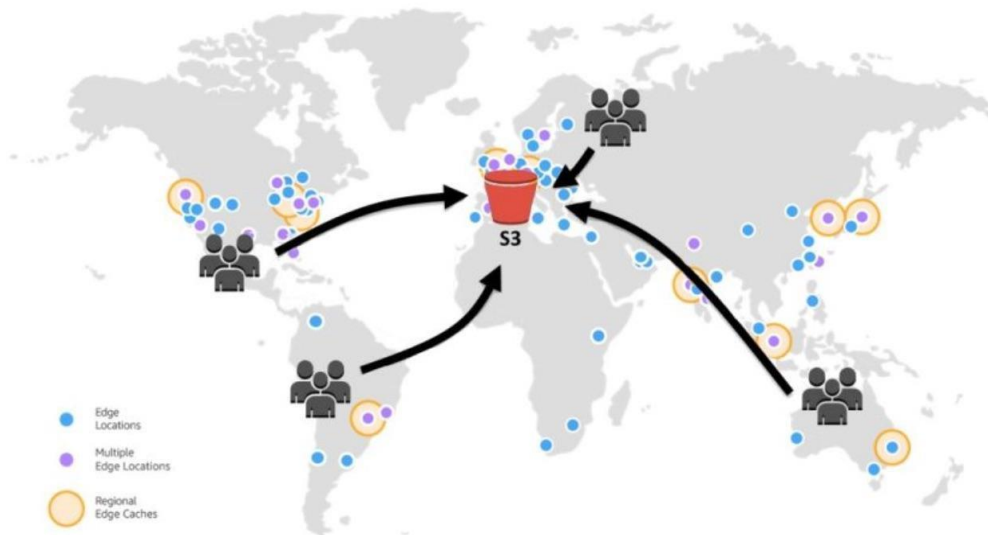 S3
Edge
Locations
Multiple
Edge Locations
Regional
Edge Caches